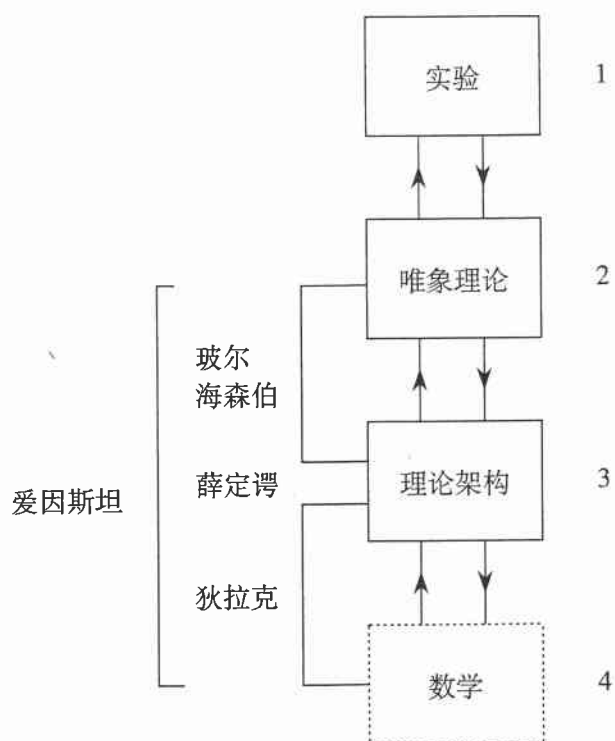 实验 1
唯象理论 2
玻尔
海森伯
理论架构 3
薛定谔
爱因斯坦
狄拉克
数学 4